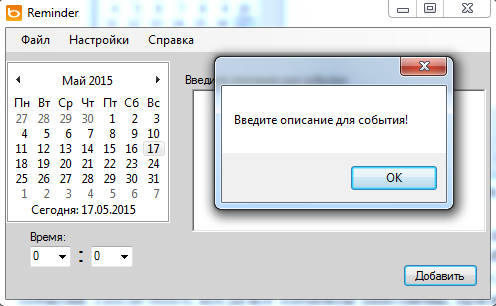 Reminder
Файл Настройки Справка
Май 2015
Пн Вт Ср Чт Пт Сб Вс
27 28 29 30 1 2 3
4 5 6 7 8 9 10
11 12 13 14 15 16 17
18 19 20 21 22 23 24
25 26 27 28 29 30 31
1 2 3 4 5 6 7
Сегодня: 17.05.2015
Время:
0 : 0
Введите описание для события!
OK
Добавить